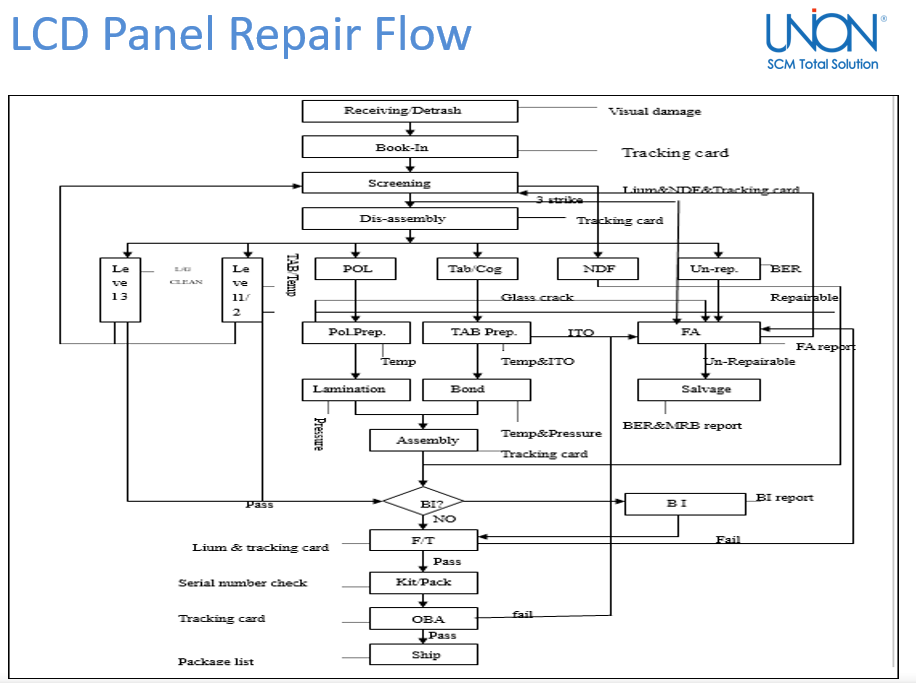 LCD Panel Repair Flow
UNION®
SCM Total Solution
Receiving/Detrash
Visual damage
Book-In
Tracking card
Screening
Lium&NDF&Tracking card
3 strike
Dis-assembly
Tracking card
Le
ve
l 3
L/G
CLEAN
Le
ve
l1/
2
TAB/Temp
POL
Tab/Cog
NDF
Un-rep.
BER
Glass crack
Repairable
Pol.Prep.
TAB Prep.
ITO
FA
FA report
Temp
Temp&ITO
Un-Repairable
Lamination
Bond
Salvage
Pressure
Temp&Pressure
BER&MRB report
Assembly
Tracking card
Pass
BI?
B I
BI report
NO
F/T
Fail
Lium & tracking card
Pass
Serial number check
Kit/Pack
Tracking card
OBA
fail
Pass
Package list
Ship